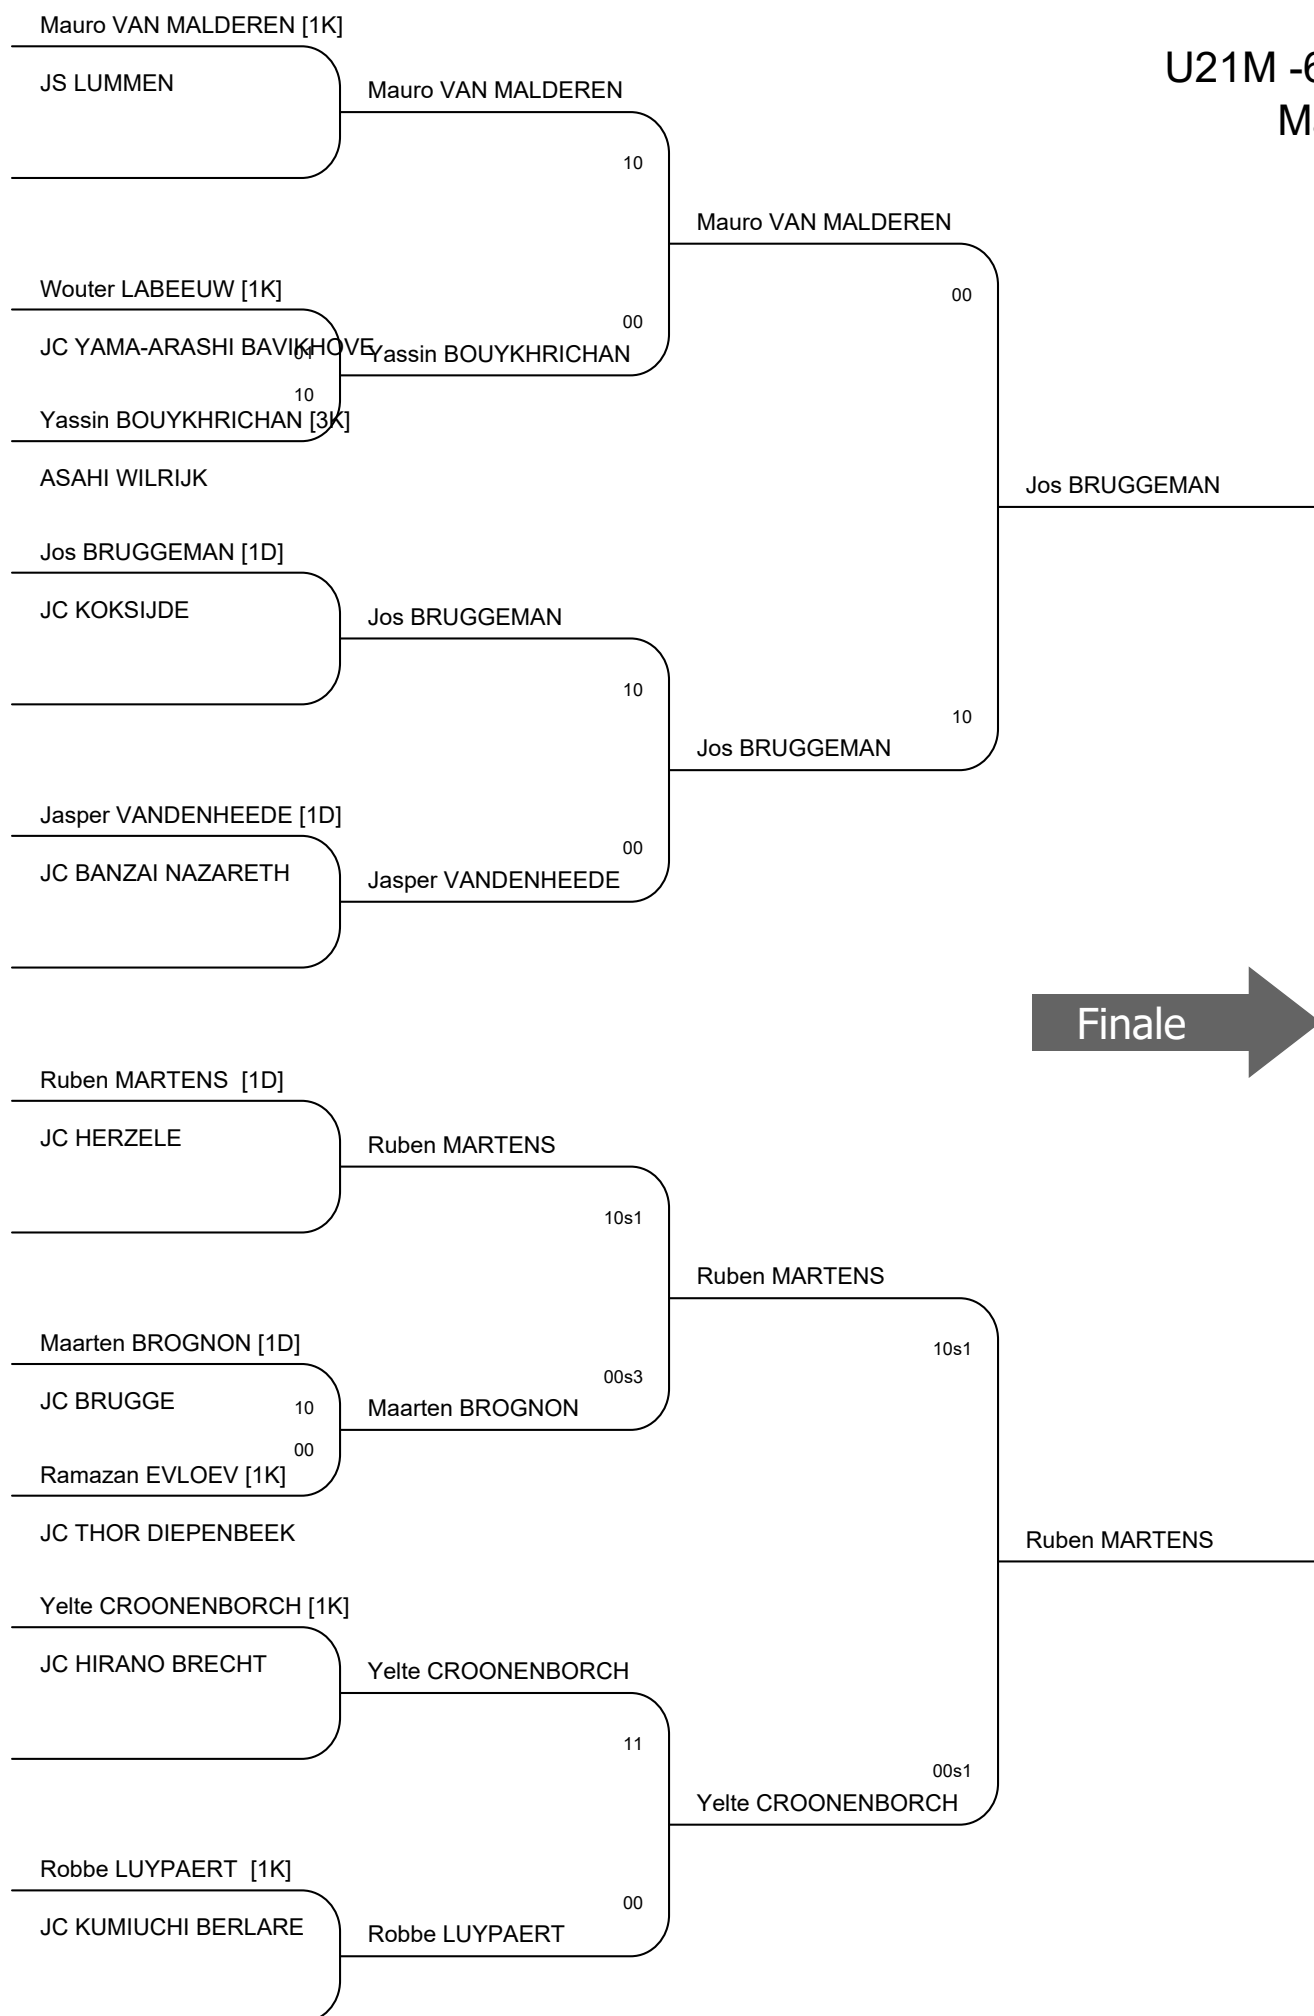 Mauro VAN MALDEREN [1K]
JS LUMMEN
U21M -6
Mauro VAN MALDEREN
10
Mauro VAN MALDEREN
Wouter LABEEUW [1K]
00
00
JC YAMA-ARASHI BAVIKHOVE
01
Yassin BOUYKHRICHAN
10
Yassin BOUYKHRICHAN [3K]
ASAHI WILRIJK
Jos BRUGGEMAN
Jos BRUGGEMAN [1D]
JC KOKSIJDE
Jos BRUGGEMAN
10
10
Jos BRUGGEMAN
Jasper VANDENHEEDE [1D]
00
JC BANZAI NAZARETH
Jasper VANDENHEEDE
Finale
Ruben MARTENS [1D]
JC HERZELE
Ruben MARTENS
10s1
Ruben MARTENS
Maarten BROGNON [1D]
10s1
00s3
JC BRUGGE
10
Maarten BROGNON
00
Ramazan EVLOEV [1K]
JC THOR DIEPENBEEK
Ruben MARTENS
Yelte CROONENBORCH [1K]
JC HIRANO BRECHT
Yelte CROONENBORCH
11
00s1
Yelte CROONENBORCH
Robbe LUYPAERT [1K]
00
JC KUMIUCHI BERLARE
Robbe LUYPAERT